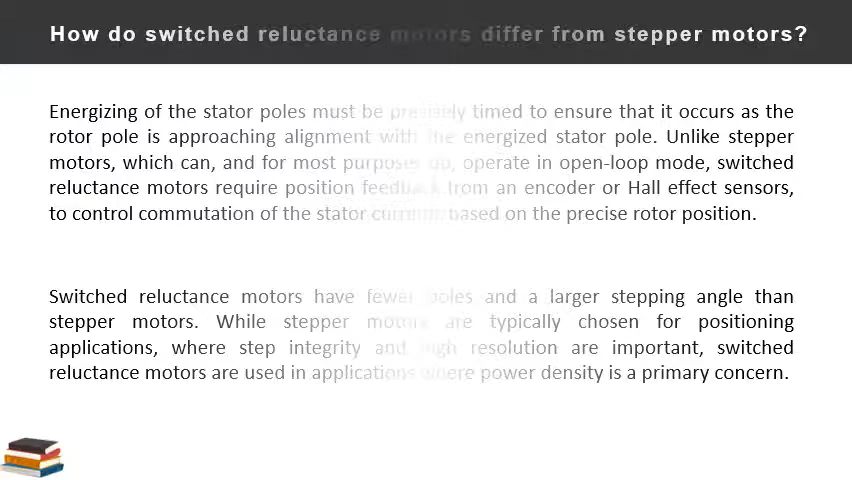 How do switched reluctance motors differ from stepper motors?
Energizing of the stator poles must be precisely timed to ensure that it occurs as the
rotor pole is approaching alignment with the energized stator pole. Unlike stepper
motors, which can, and for most purposes do, operate in open-loop mode, switched
reluctance motors require position feedback from an encoder or Hall effect sensors,
to control commutation of the stator current based on the precise rotor position.
Switched reluctance motors have fewer poles and a larger stepping angle than
stepper motors. While stepper motors are typically chosen for positioning
applications, where step integrity and high resolution are important, switched
reluctance motors are used in applications where power density is a primary concern.